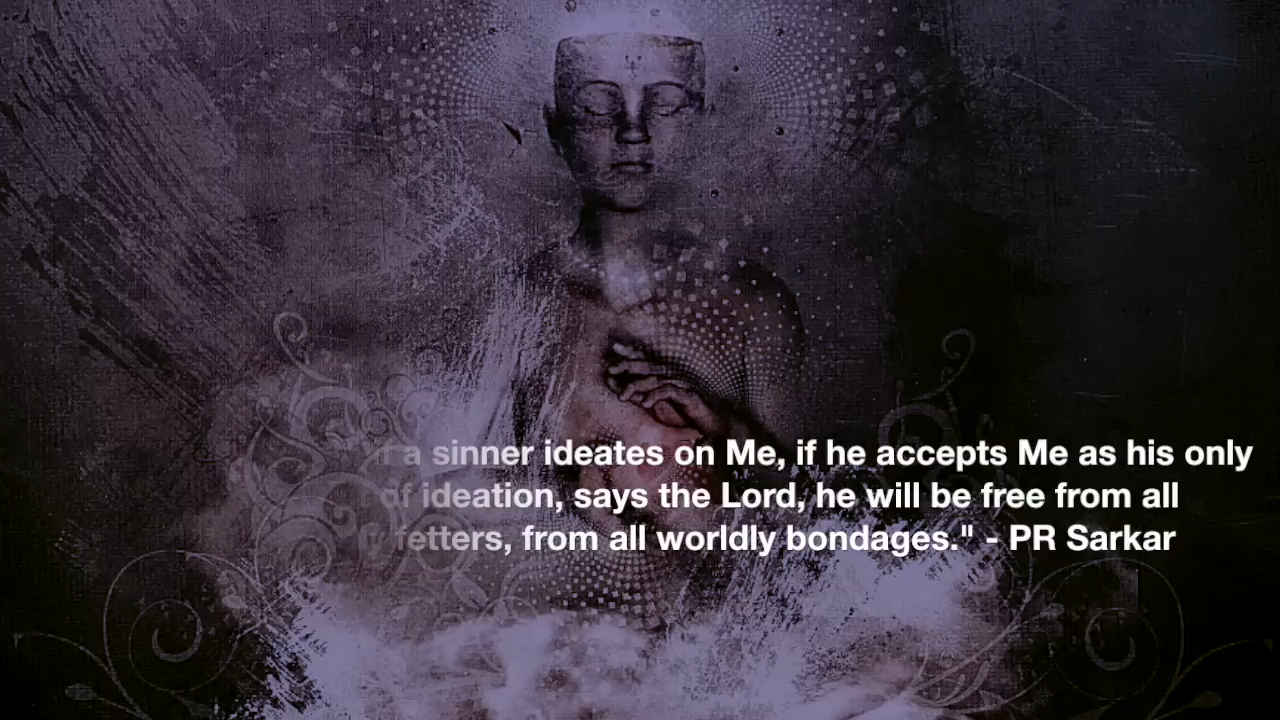 a sinner ideates on Me, if he accepts Me as his only
of ideation, says the Lord, he will be free from all
fetters, from all worldly bondages." - PR Sarkar